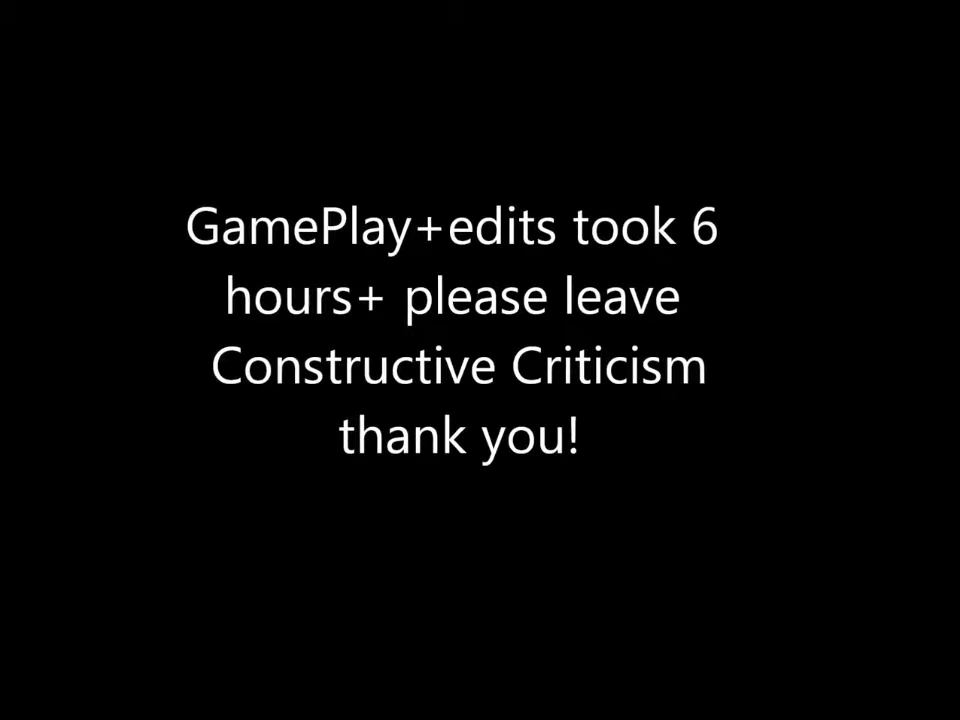 GamePlay+edits took 6
hours+ please leave
Constructive Criticism
thank you!